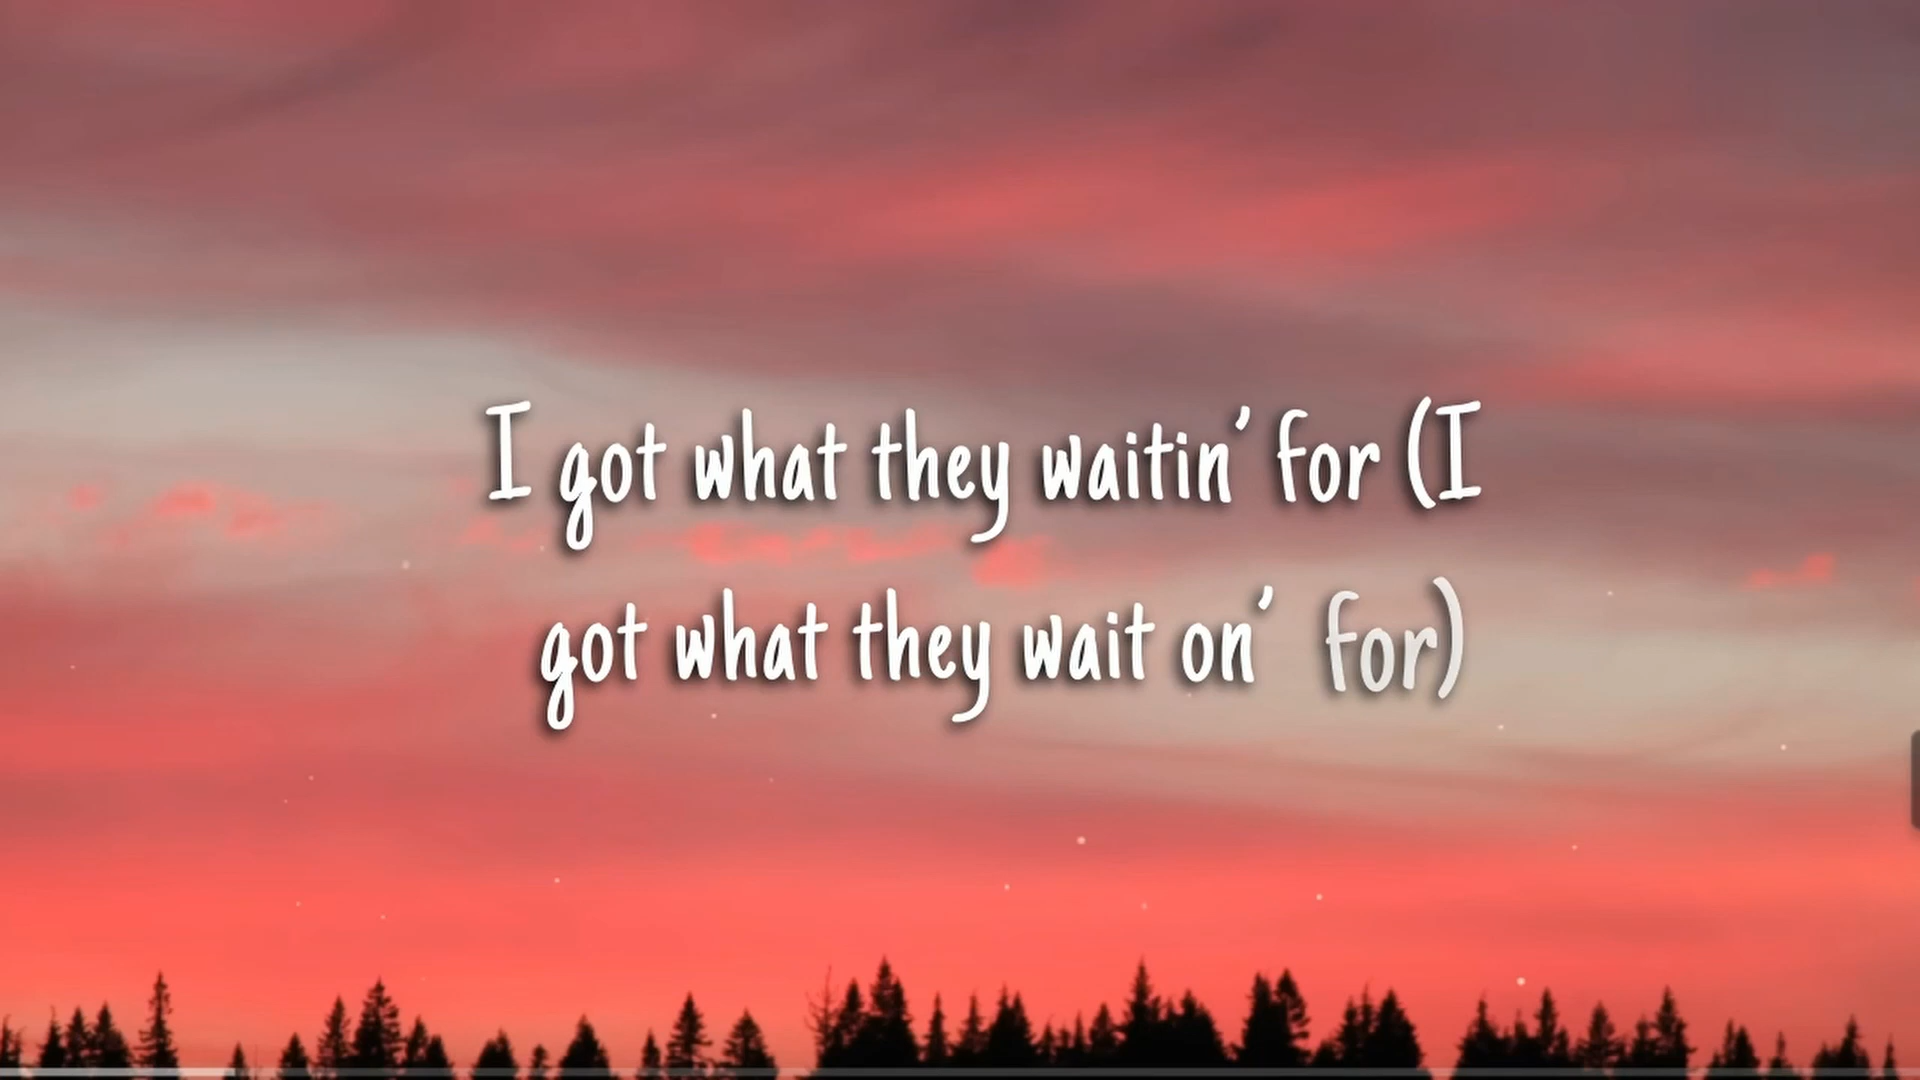 I got what they waitin’ for (I
got what they wait on’ for)